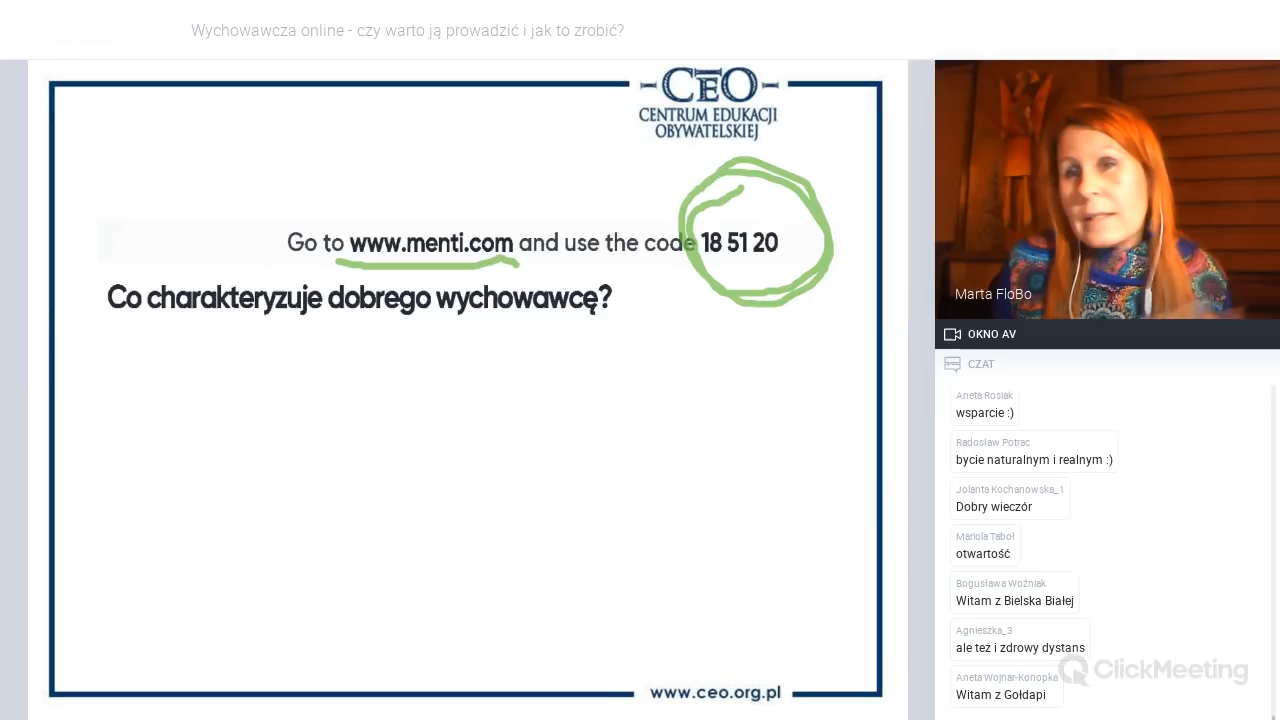 Wychowawcza online - czy warto ją prowadzić i jak to zrobić?
CEO
CENTRUM EDUKACJI
OBYWATELSKIEJ
Go to www.menti.com and use the code 18 51 20
Co charakteryzuje dobrego wychowawcę?
www.ceo.org.pl
Marta FloBo
OKNO AV
CZAT
Aneta Rosiak
wsparcie :)
Radosław Potrac
bycie naturalnym i realnym :)
Jolanta Kochanowska_1
Dobry wieczór
Mariola Taboł
otwartość
Bogusława Woźniak
Witam z Bielska Białej
Agnieszka_3
ale też i zdrowy dystans
Aneta Wojnar-Konopka
Witam z Gołdapi
ClickMeeting